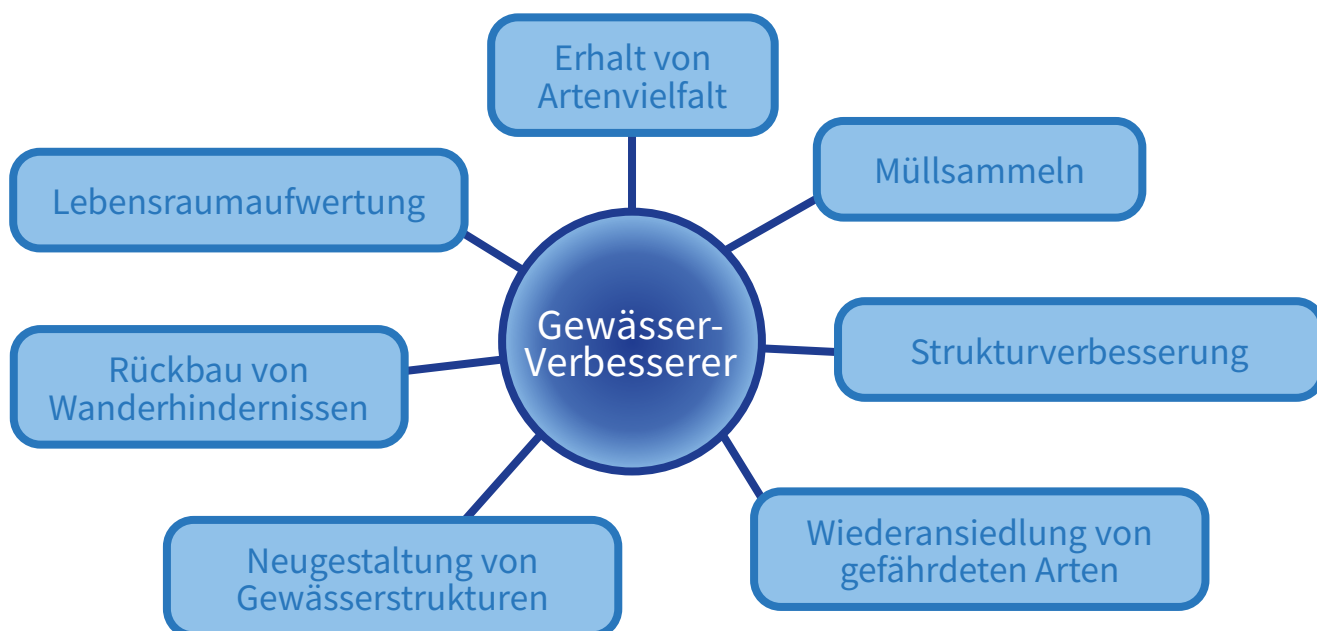 Erhalt von
Artenvielfalt
Müllsammeln
Lebensraumaufwertung
Gewässer-
Verbesserer
Strukturverbesserung
Rückbau von
Wanderhindernissen
Wiederansiedlung von
gefährdeten Arten
Neugestaltung von
Gewässerstrukturen